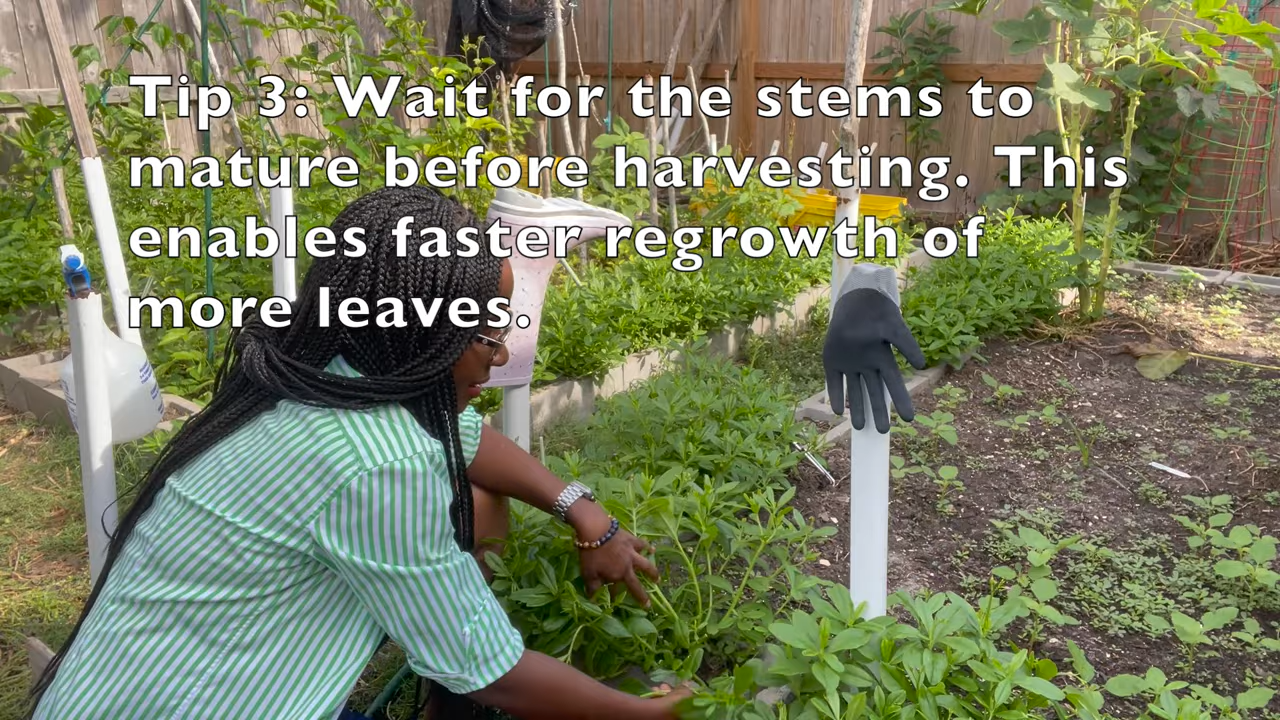 Tip 3: Wait for the stems to
mature before harvesting. This
enables faster regrowth of
more leaves.